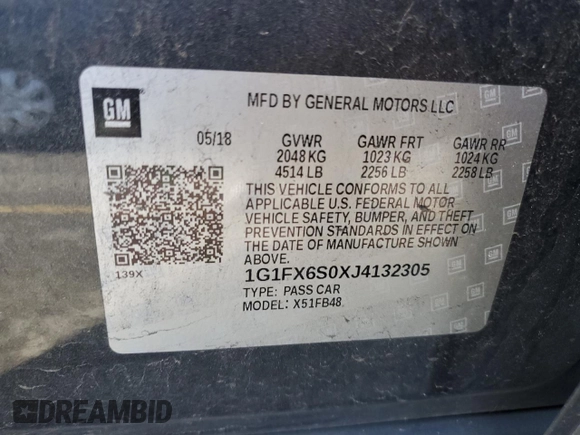 GM
MFD BY GENERAL MOTORS LLC
05/18 GVWR GAWR FRT GAWR RR
2048 KG 1023 KG 1024 KG
4514 LB 2256 LB 2258 LB
THIS VEHICLE CONFORMS TO ALL
APPLICABLE U.S. FEDERAL MOTOR
VEHICLE SAFETY, BUMPER, AND THEFT
PREVENTION STANDARDS IN EFFECT
ON THE DATE OF MANUFACTURE SHOWN
ABOVE.
139X
1G1FX6S0XJ4132305
TYPE: PASS CAR
MODEL: X51FB48
DREAMBID